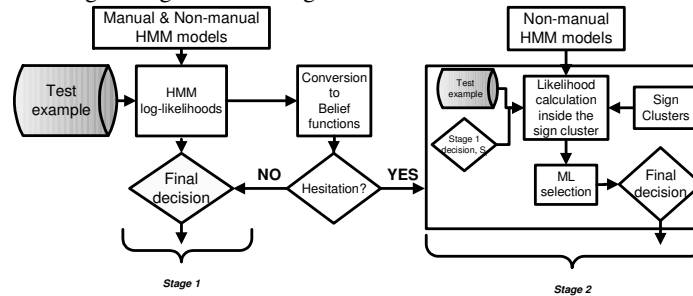 Manual & Non-manual
HMM models
Test
example
HMM
log-likelihoods
Conversion
to
Belief
functions
Final
decision
NO
Hesitation?
YES
Stage 1
Non-manual
HMM models
Test
example
Stage 1
decision, S
Likelihood
calculation
inside the
sign cluster
Sign
Clusters
ML
selection
Final
decision
Stage 2